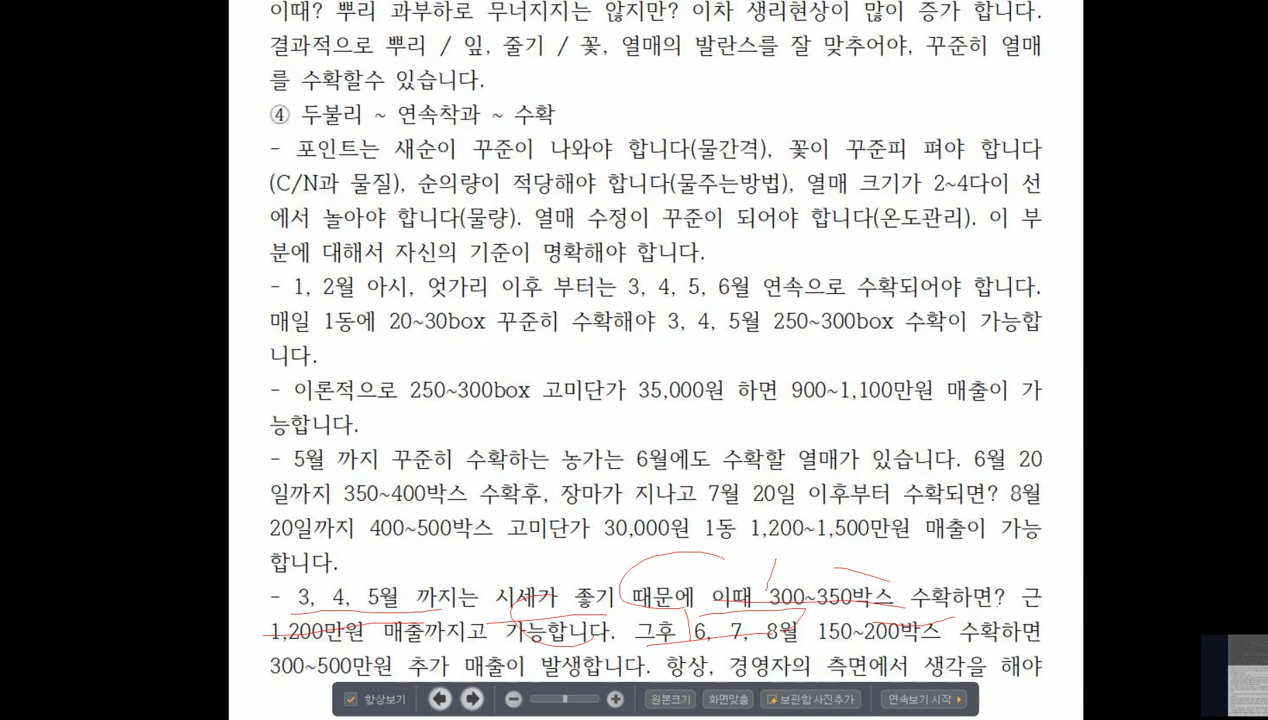 이때? 뿌리 과부하로 무너지지는 않지만? 이차 생리현상이 많이 증가 합니다.
결과적으로 뿌리 / 잎, 줄기 / 꽃, 열매의 발란스를 잘 맞추어야, 꾸준히 열매
를 수확할수 있습니다.
④ 두불리 ~ 연속착과 ~ 수확
- 포인트는 새순이 꾸준이 나와야 합니다(물간격), 꽃이 꾸준피 펴야 합니다
(C/N과 물질), 순의량이 적당해야 합니다(물주는방법), 열매 크기가 2~4다이 선
에서 놀아야 합니다(물량). 열매 수정이 꾸준이 되어야 합니다(온도관리). 이 부
분에 대해서 자신의 기준이 명확해야 합니다.
- 1, 2월 아시, 엇가리 이후 부터는 3, 4, 5, 6월 연속으로 수확되어야 합니다.
매일 1동에 20~30box 꾸준히 수확해야 3, 4, 5월 250~300box 수확이 가능합
니다.
- 이론적으로 250~300box 고미단가 35,000원 하면 900~1,100만원 매출이 가
능합니다.
- 5월 까지 꾸준히 수확하는 농가는 6월에도 수확할 열매가 있습니다. 6월 20
일까지 350~400박스 수확후, 장마가 지나고 7월 20일 이후부터 수확되면? 8월
20일까지 400~500박스 고미단가 30,000원 1동 1,200~1,500만원 매출이 가능
합니다.
- 3, 4, 5월 까지는 시세가 좋기 때문에 이때 300~350박스 수확하면? 근
1,200만원 매출까지고 가능합니다. 그후 6, 7, 8월 150~200박스 수확하면
300~500만원 추가 매출이 발생합니다. 항상, 경영자의 측면에서 생각을 해야
항상보기 원본크기 화면맞춤 보관함사진추가 연속보기 시작